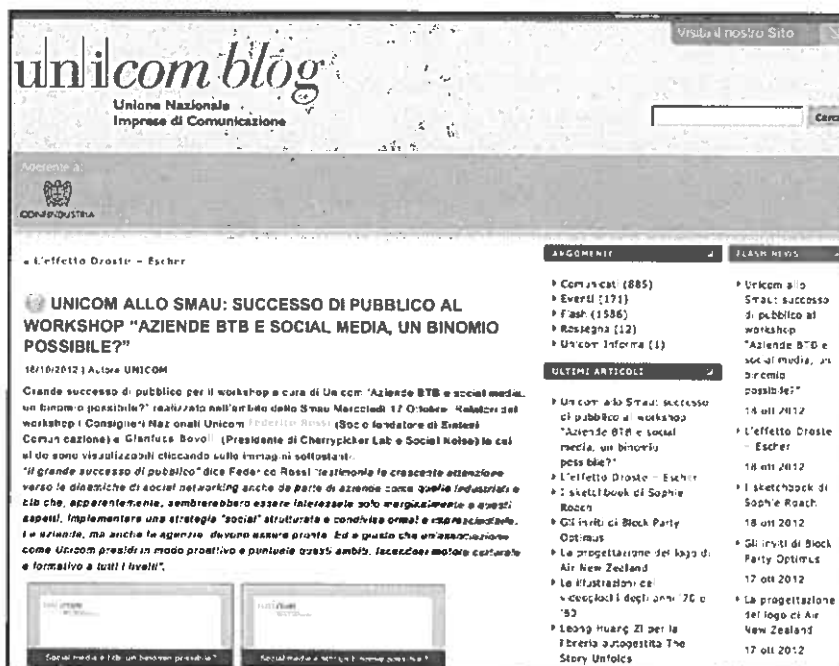 Visita il nostro Sito
unicom blog
Unione Nazionale
Imprese di Comunicazione
Cerca
Aderente a:
CONFINDUSTRIA
« L'effetto Droste – Escher
UNICOM ALLO SMAU: SUCCESSO DI PUBBLICO AL
WORKSHOP "AZIENDE BTB E SOCIAL MEDIA, UN BINOMIO
POSSIBILE?"
18/10/2012 | Autore UNICOM
Grande successo di pubblico per il workshop a cura di Unicom "Aziende BTB e social media,
un binomio possibile?" realizzato nell'ambito dello Smau Mercoledì 17 Ottobre. Relatori del
workshop i Consiglieri Nazionali Unicom Federico Rossi (Socio fondatore di Sintesi
Comunicazione) e Gianluca Bovoli (Presidente di Cherrypicker Lab e Social Noise) le cui
slide sono visualizzabili cliccando sulle immagini sottostanti.
"Il grande successo di pubblico" dice Federico Rossi "testimonia la crescente attenzione
verso le dinamiche di social networking anche da parte di aziende come quelle industriali e
btb che, apparentemente, sembrerebbero essere interessate solo marginalmente a questi
aspetti. Implementare una strategia "social" strutturata e condivisa ormai è imprescindibile.
Le aziende, ma anche le agenzie, devono essere pronte. Ed è giusto che un'associazione
come Unicom presidi in modo proattivo e puntuale questi ambiti, facendosi motore culturale
e formativo a tutti i livelli".
Social media e btb: un binomio possibile?
Social media e btb: un binomio possibile?
ARGOMENTI
Comunicati (885)
Eventi (171)
Flash (1586)
Rassegna (12)
Unicom Informa (1)
ULTIMI ARTICOLI
Unicom allo Smau: successo
di pubblico al workshop
"Aziende BTB e social
media, un binomio
possibile?"
L'effetto Droste – Escher
I sketchbook di Sophie
Roach
Gli inviti di Block Party
Optimus
La progettazione del logo di
Air New Zealand
Le illustrazioni dei
videogiochi degli anni '70 e
'80
Leong Huang Zi per la
libreria autogestita The
Story Unfolds
FLASH NEWS
Unicom allo
Smau: successo
di pubblico al
workshop
"Aziende BTB e
social media, un
binomio
possibile?"
18 ott 2012
L'effetto Droste
– Escher
18 ott 2012
I sketchbook di
Sophie Roach
18 ott 2012
Gli inviti di Block
Party Optimus
17 ott 2012
La progettazione
del logo di Air
New Zealand
17 ott 2012